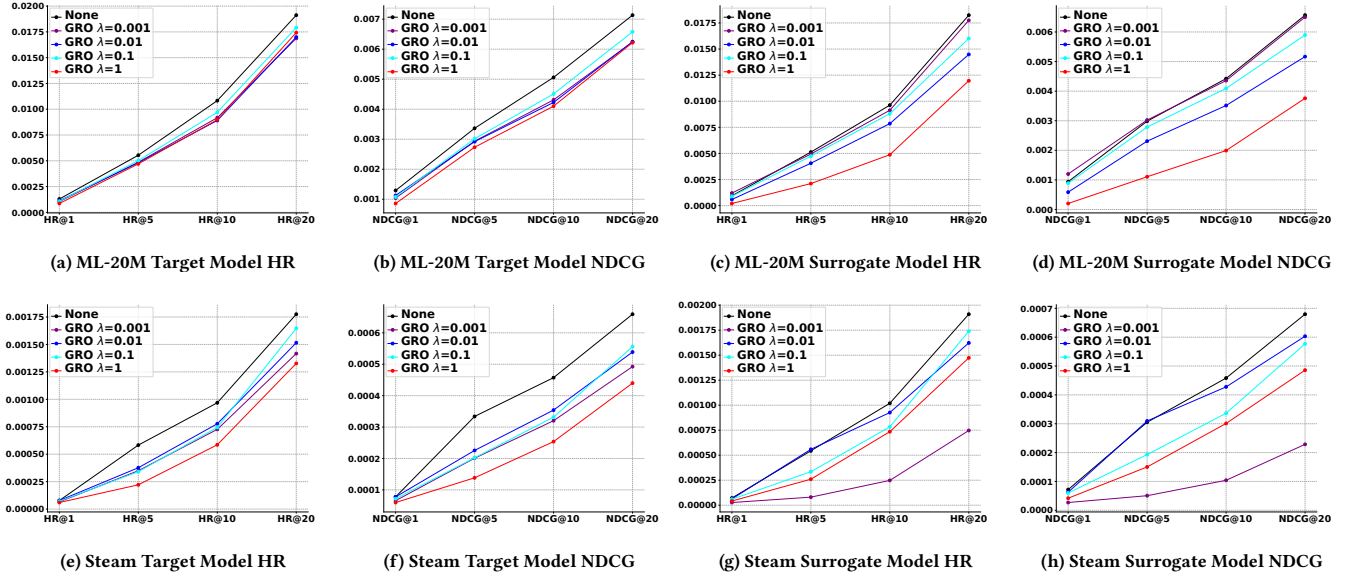 0.0200
0.0175
0.0150
0.0125
0.0100
0.0075
0.0050
0.0025
0.0000
None
GRO λ=0.001
GRO λ=0.01
GRO λ=0.1
GRO λ=1
HR@1 HR@5 HR@10 HR@20
(a) ML-20M Target Model HR
0.007
0.006
0.005
0.004
0.003
0.002
0.001
None
GRO λ=0.001
GRO λ=0.01
GRO λ=0.1
GRO λ=1
NDCG@1 NDCG@5 NDCG@10 NDCG@20
(b) ML-20M Target Model NDCG
0.0175
0.0150
0.0125
0.0100
0.0075
0.0050
0.0025
0.0000
None
GRO λ=0.001
GRO λ=0.01
GRO λ=0.1
GRO λ=1
HR@1 HR@5 HR@10 HR@20
(c) ML-20M Surrogate Model HR
0.006
0.005
0.004
0.003
0.002
0.001
0.000
None
GRO λ=0.001
GRO λ=0.01
GRO λ=0.1
GRO λ=1
NDCG@1 NDCG@5 NDCG@10 NDCG@20
(d) ML-20M Surrogate Model NDCG
0.00175
0.00150
0.00125
0.00100
0.00075
0.00050
0.00025
0.00000
None
GRO λ=0.001
GRO λ=0.01
GRO λ=0.1
GRO λ=1
HR@1 HR@5 HR@10 HR@20
(e) Steam Target Model HR
0.0006
0.0005
0.0004
0.0003
0.0002
0.0001
None
GRO λ=0.001
GRO λ=0.01
GRO λ=0.1
GRO λ=1
NDCG@1 NDCG@5 NDCG@10 NDCG@20
(f) Steam Target Model NDCG
0.00200
0.00175
0.00150
0.00125
0.00100
0.00075
0.00050
0.00025
0.00000
None
GRO λ=0.001
GRO λ=0.01
GRO λ=0.1
GRO λ=1
HR@1 HR@5 HR@10 HR@20
(g) Steam Surrogate Model HR
0.0007
0.0006
0.0005
0.0004
0.0003
0.0002
0.0001
0.0000
None
GRO λ=0.001
GRO λ=0.01
GRO λ=0.1
GRO λ=1
NDCG@1 NDCG@5 NDCG@10 NDCG@20
(h) Steam Surrogate Model NDCG